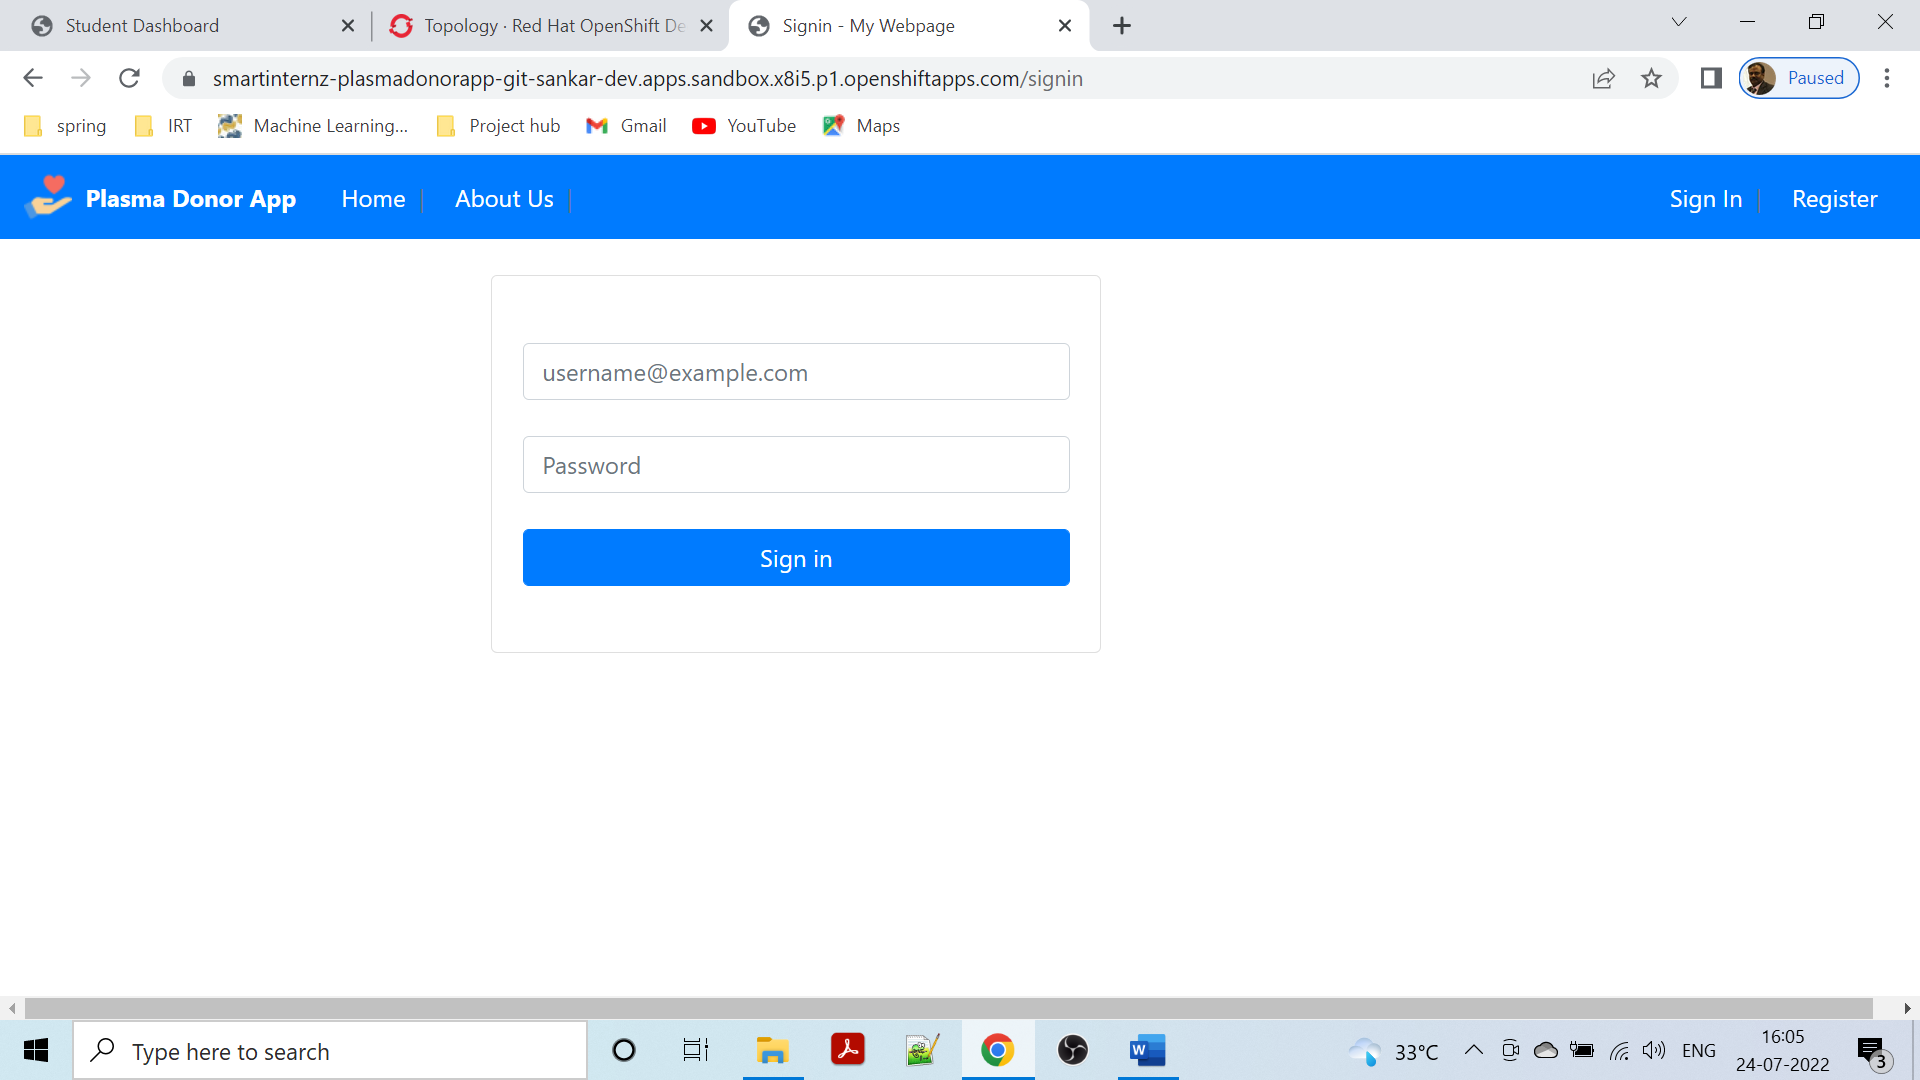 Student Dashboard
Topology · Red Hat OpenShift De
Signin - My Webpage
smartinternz-plasmadonorapp-git-sankar-dev.apps.sandbox.x8i5.p1.openshiftapps.com/signin
Paused
spring IRT Machine Learning... Project hub Gmail YouTube Maps
Plasma Donor App Home About Us Sign In Register
username@example.com
Password
Sign in
Type here to search
W
33°C
ENG
16:05
24-07-2022
3